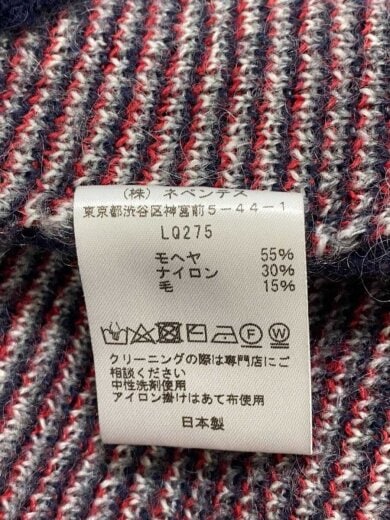 (株) ネペンテス
東京都渋谷区神宮前5-44-1
LQ275
モヘヤ 55%
ナイロン 30%
毛 15%
クリーニングの際は専門店にご
相談ください
中性洗剤使用
アイロン掛けはあて布使用
日本製